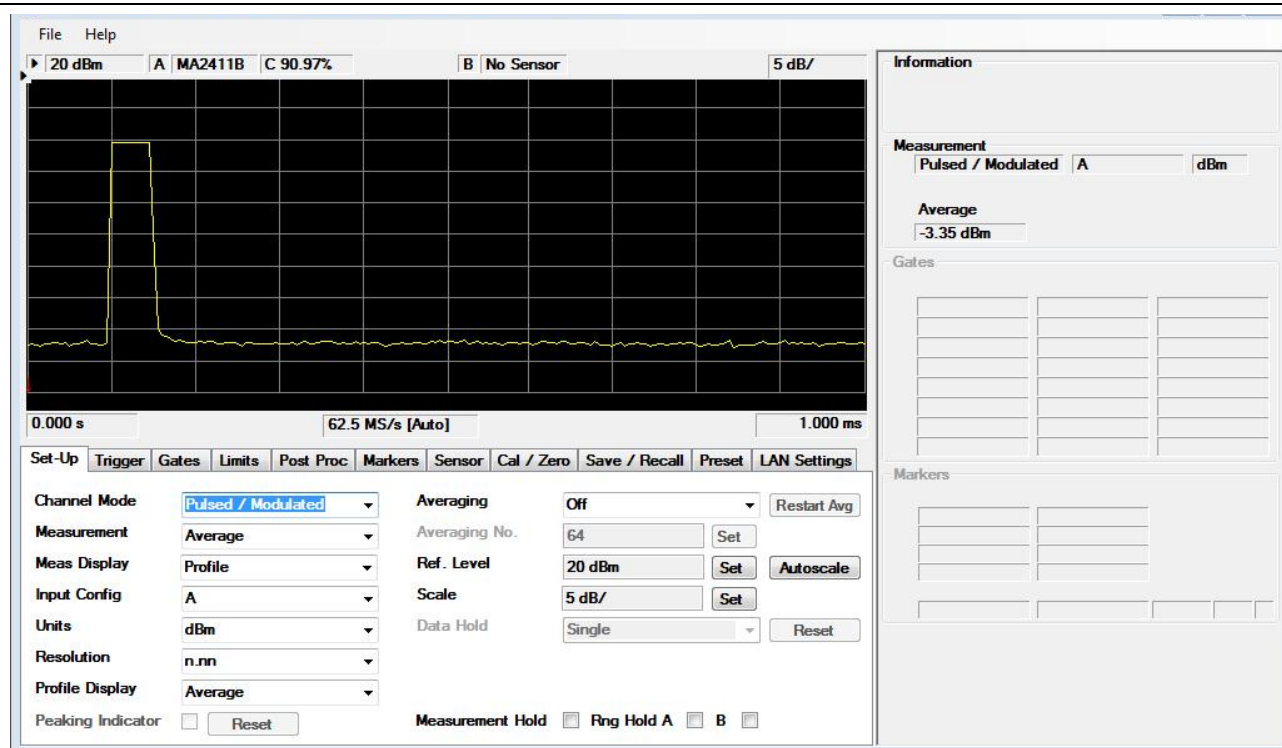 File Help
20 dBm A MA2411B C 90.97% B No Sensor 5 dB/
0.000 s 62.5 MS/s [Auto] 1.000 ms
Set-Up Trigger Gates Limits Post Proc Markers Sensor Cal / Zero Save / Recall Preset LAN Settings
Channel Mode Pulsed / Modulated Averaging Off Restart Avg
Measurement Average Averaging No. 64 Set
Meas Display Profile Ref. Level 20 dBm Set Autoscale
Input Config A Scale 5 dB/ Set
Units dBm Data Hold Single Reset
Resolution n.nn
Profile Display Average
Peaking Indicator Reset Measurement Hold Rng Hold A B
Information
Measurement
Pulsed / Modulated A dBm
Average
-3.35 dBm
Gates
Markers